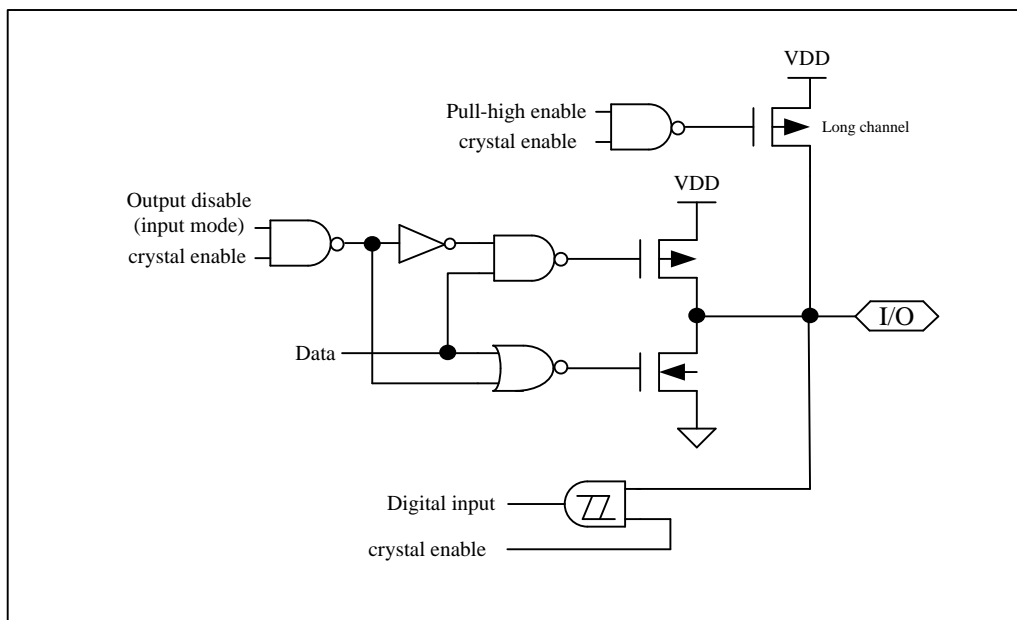 VDD
Pull-high enable
crystal enable
Long channel
VDD
Output disable
(input mode)
crystal enable
I/O
Data
Digital input
crystal enable